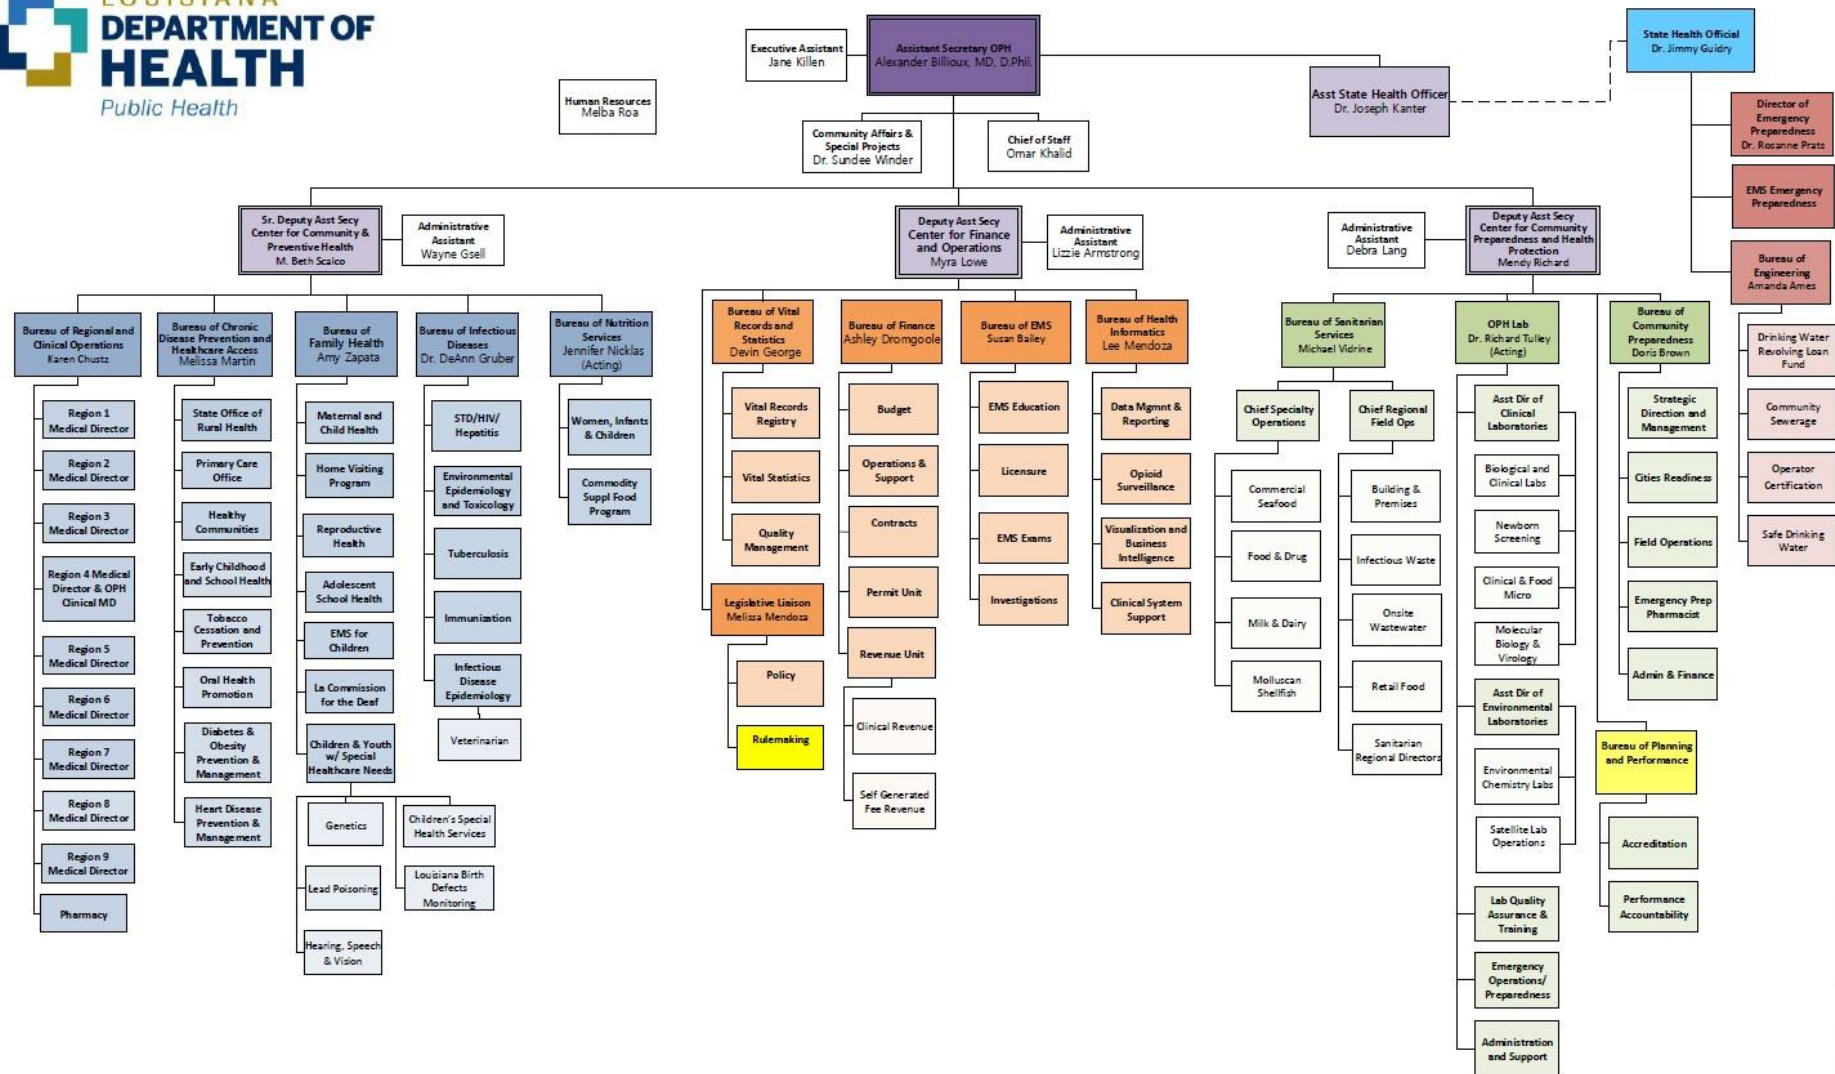 LOUISIANA
DEPARTMENT OF
HEALTH
Public Health
Executive Assistant
Jane Killen
Assistant Secretary OPH
Alexander Billioux, MD, D.Phil.
State Health Official
Dr. Jimmy Guidry
Human Resources
Melba Roa
Asst State Health Officer
Dr. Joseph Kanter
Community Affairs &
Special Projects
Dr. Sundee Winder
Chief of Staff
Omar Khalid
Director of
Emergency
Preparedness
Dr. Rosanne Prats
EMS Emergency
Preparedness
Bureau of
Engineering
Amanda Ames
Drinking Water
Revolving Loan
Fund
Community
Sewerage
Operator
Certification
Safe Drinking
Water
Sr. Deputy Asst Secy
Center for Community &
Preventive Health
M. Beth Scalco
Administrative
Assistant
Wayne Gsell
Deputy Asst Secy
Center for Finance
and Operations
Myra Lowe
Administrative
Assistant
Lizzie Armstrong
Administrative
Assistant
Debra Lang
Deputy Asst Secy
Center for Community
Preparedness and Health
Protection
Mendy Richard
Bureau of Regional and
Clinical Operations
Karen Chustz
Region 1
Medical Director
Region 2
Medical Director
Region 3
Medical Director
Region 4 Medical
Director & OPH
Clinical MD
Region 5
Medical Director
Region 6
Medical Director
Region 7
Medical Director
Region 8
Medical Director
Region 9
Medical Director
Pharmacy
Bureau of Chronic
Disease Prevention and
Healthcare Access
Melissa Martin
State Office of
Rural Health
Primary Care
Office
Healthy
Communities
Early Childhood
and School Health
Tobacco
Cessation and
Prevention
Oral Health
Promotion
Diabetes &
Obesity
Prevention &
Management
Heart Disease
Prevention &
Management
Bureau of
Family Health
Amy Zapata
Maternal and
Child Health
Home Visiting
Program
Reproductive
Health
Adolescent
School Health
EMS for
Children
La Commission
for the Deaf
Children & Youth
w/ Special
Healthcare Needs
Genetics
Lead Poisoning
Hearing, Speech
& Vision
Children's Special
Health Services
Louisiana Birth
Defects
Monitoring
Bureau of Infectious
Diseases
Dr. DeAnn Gruber
STD/HIV/
Hepatitis
Environmental
Epidemiology
and Toxicology
Tuberculosis
Immunization
Infectious
Disease
Epidemiology
Veterinarian
Bureau of Nutrition
Services
Jennifer Nicklas
(Acting)
Women, Infants
& Children
Commodity
Suppl Food
Program
Bureau of Vital
Records and
Statistics
Devin George
Vital Records
Registry
Vital Statistics
Quality
Management
Legislative Liaison
Melissa Mendoza
Policy
Rulemaking
Bureau of Finance
Ashley Dromgoole
Budget
Operations &
Support
Contracts
Permit Unit
Revenue Unit
Clinical Revenue
Self Generated
Fee Revenue
Bureau of EMS
Susan Bailey
EMS Education
Licensure
EMS Exams
Investigations
Bureau of Health
Informatics
Lee Mendoza
Data Mgmnt &
Reporting
Opioid
Surveillance
Visualization and
Business
Intelligence
Clinical System
Support
Bureau of Sanitarian
Services
Michael Vidrine
Chief Specialty
Operations
Commercial
Seafood
Food & Drug
Milk & Dairy
Molluscan
Shellfish
Chief Regional
Field Ops
Building &
Premises
Infectious Waste
Onsite
Wastewater
Retail Food
Sanitarian
Regional Directors
OPH Lab
Dr. Richard Tulley
(Acting)
Asst Dir of
Clinical
Laboratories
Biological and
Clinical Labs
Newborn
Screening
Clinical & Food
Micro
Molecular
Biology &
Virology
Asst Dir of
Environmental
Laboratories
Environmental
Chemistry Labs
Satellite Lab
Operations
Lab Quality
Assurance &
Training
Emergency
Operations/
Preparedness
Administration
and Support
Bureau of
Community
Preparedness
Doris Brown
Strategic
Direction and
Management
Cities Readiness
Field Operations
Emergency Prep
Pharmacist
Admin & Finance
Bureau of Planning
and Performance
Accreditation
Performance
Accountability